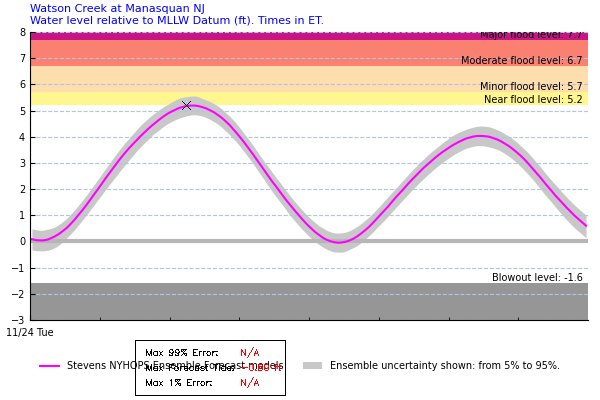 Watson Creek at Manasquan NJ
Water level relative to MLLW Datum (ft). Times in ET.
8
Major flood level: 7.7
7
Moderate flood level: 6.7
6
Minor flood level: 5.7
Near flood level: 5.2
5
4
3
2
1
0
−1
Blowout level: -1.6
−2
−3
11/24 Tue
Max 99% Error: N/A
Stevens NYHOPS Ensemble Forecast models
Max Forecast Tide: ft
Ensemble uncertainty shown: from 5% to 95%.
Max 1% Error: N/A